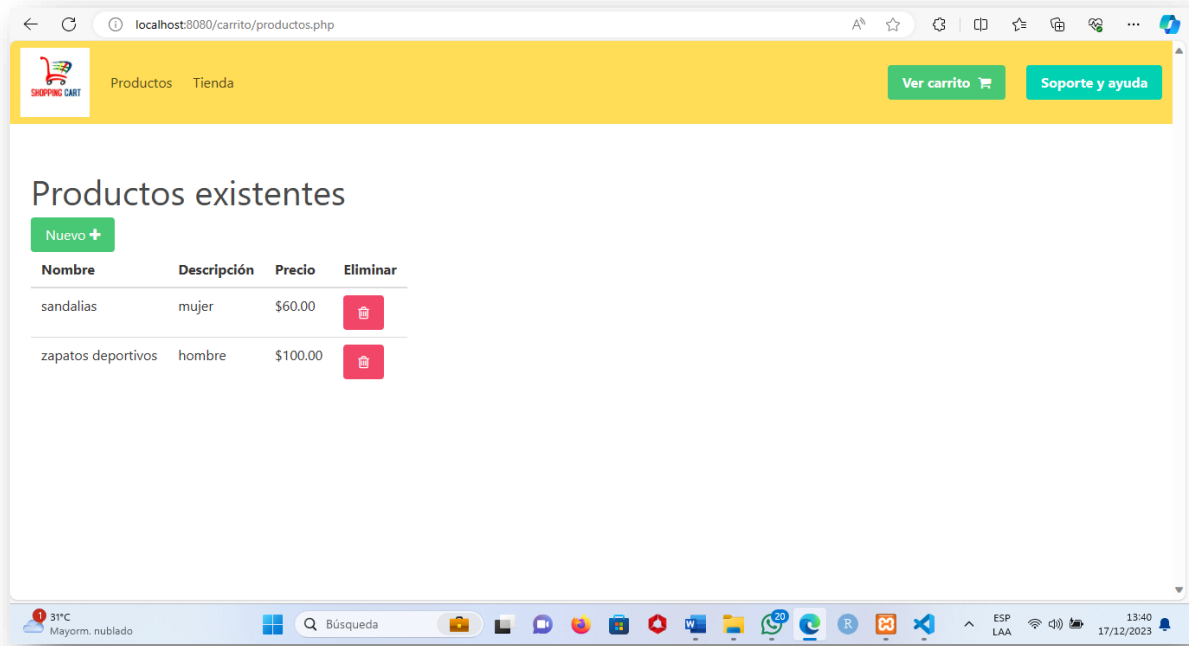 localhost:8080/carrito/productos.php
SHOPPING CART
Productos Tienda Ver carrito Soporte y ayuda
Productos existentes
Nuevo +
Nombre Descripción Precio Eliminar
sandalias mujer $60.00
zapatos deportivos hombre $100.00
1 31°C
Mayorm. nublado
Búsqueda
20
R
ESP
LAA
13:40
17/12/2023